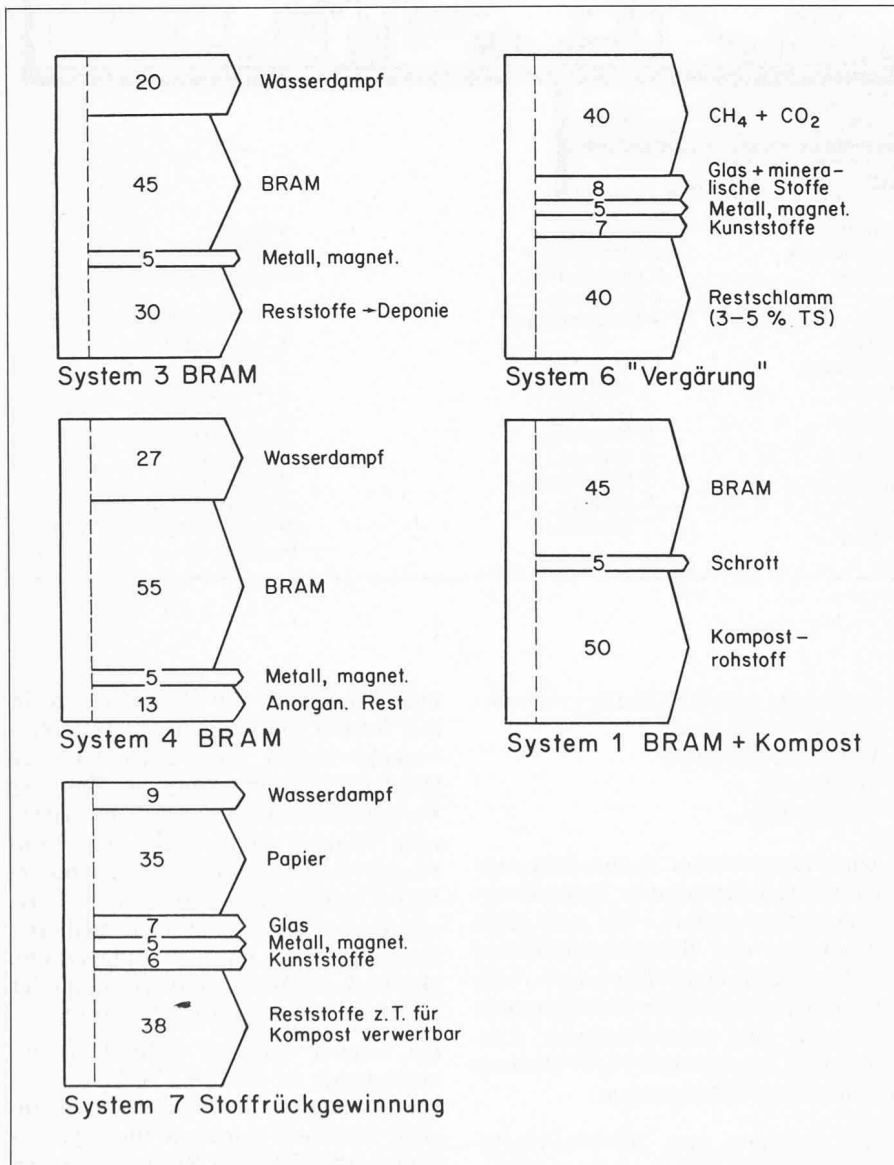 20 Wasserdampf
45 BRAM
5 Metall, magnet.
30 Reststoffe → Deponie
System 3 BRAM
40 CH₄ + CO₂
Glas + minera-
8 lische Stoffe
5 Metall, magnet.
7 Kunststoffe
40 Restschlamm
(3–5 % TS)
System 6 "Vergärung"
27 Wasserdampf
55 BRAM
5 Metall, magnet.
13 Anorgan. Rest
System 4 BRAM
45 BRAM
5 Schrott
50 Kompost–
rohstoff
System 1 BRAM + Kompost
9 Wasserdampf
35 Papier
7 Glas
5 Metall, magnet.
6 Kunststoffe
38 Reststoffe z.T. für
Kompost verwertbar
System 7 Stoffrückgewinnung